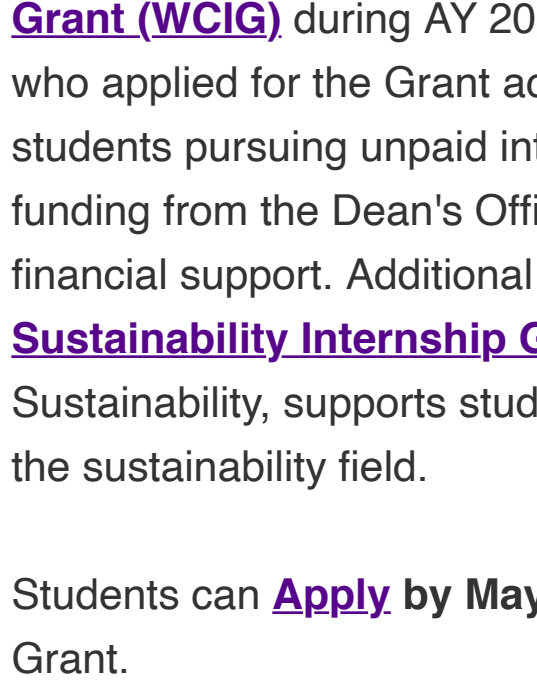 Grant (WCIG) during AY 20
who applied for the Grant ac
students pursuing unpaid int
funding from the Dean's Offi
financial support. Additional
Sustainability Internship G
Sustainability, supports stud
the sustainability field.
Students can Apply by May
Grant.